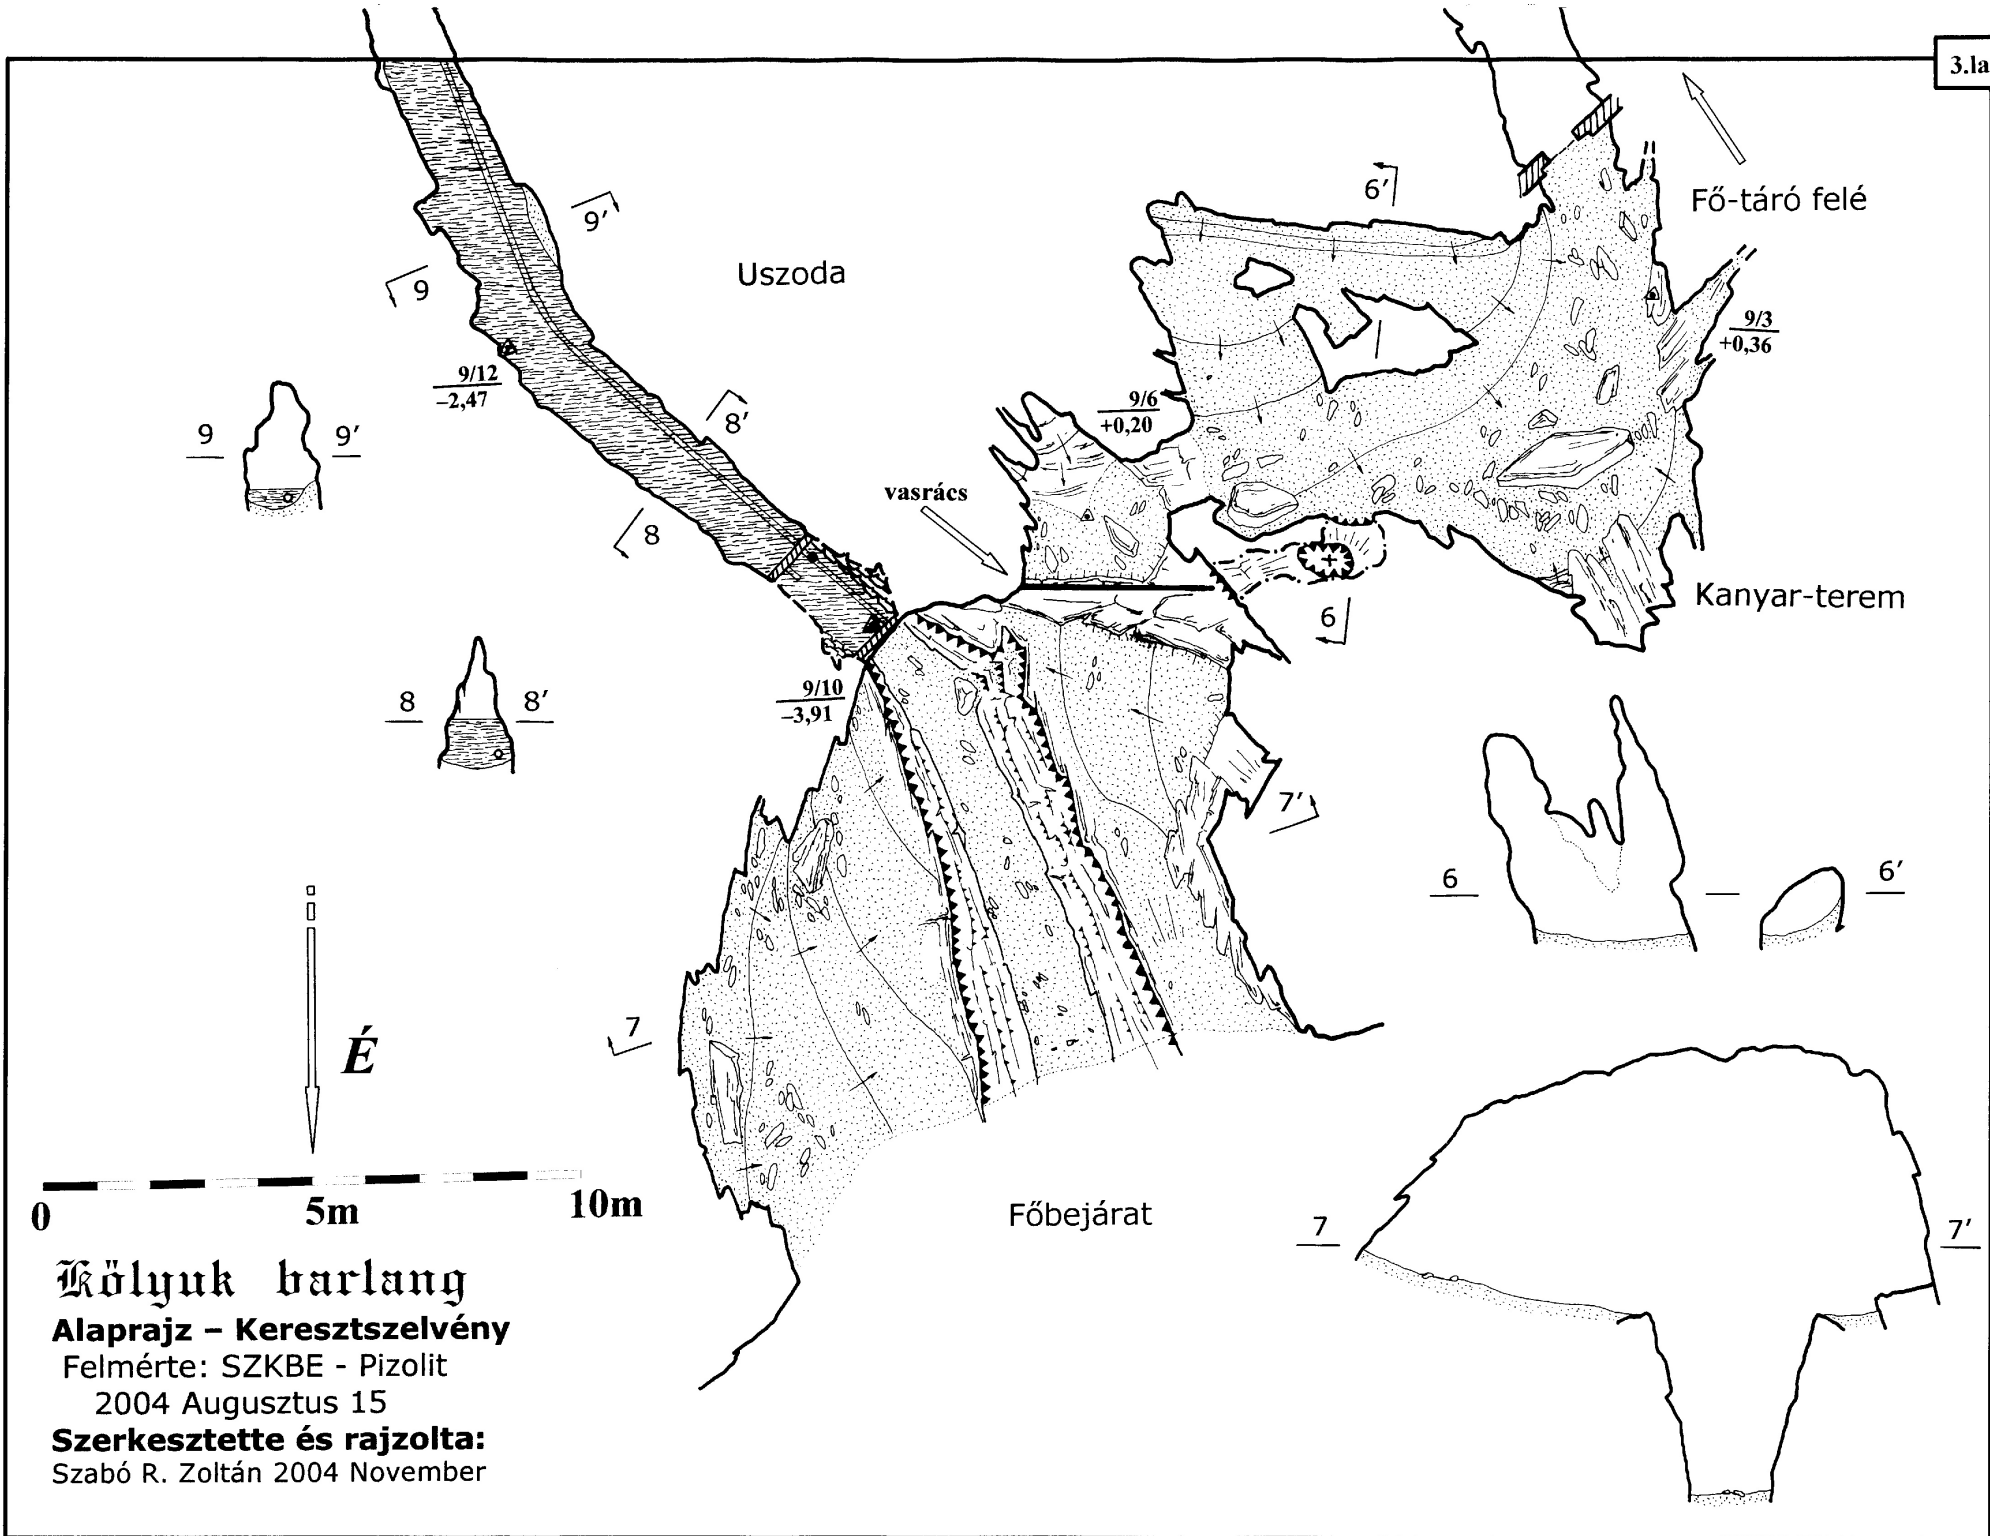 3.la
Fő-táró felé
6'
9'
9
Uszoda
9/3
+0,36
9/12
–2,47
9/6
+0,20
8'
9
9'
vasrács
8
Kanyar-terem
6
9/10
–3,91
8
8'
7'
6
6'
7
É
0
5m
10m
Főbejárat
7
7'
Kőlyuk barlang
Alaprajz – Keresztszelvény
Felmérte: SZKBE - Pizolit
2004 Augusztus 15
Szerkesztette és rajzolta:
Szabó R. Zoltán 2004 November